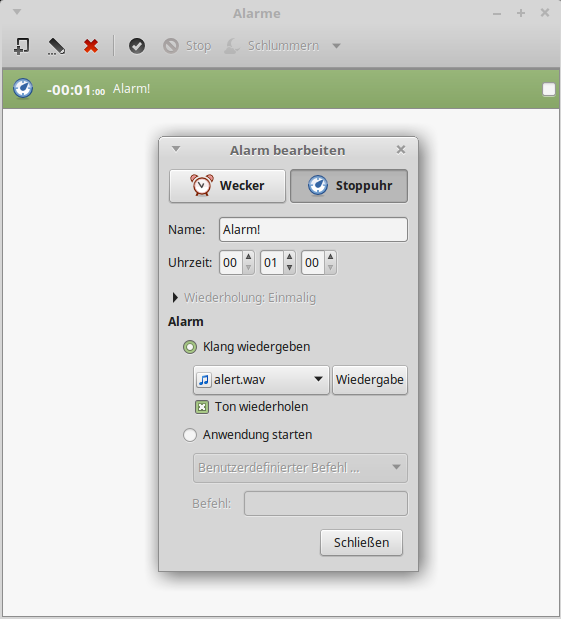 Alarme
Stop Schlummern
-00:01:00 Alarm!
Alarm bearbeiten
Wecker Stoppuhr
Name: Alarm!
Uhrzeit: 00 01 00
Wiederholung: Einmalig
Alarm
Klang wiedergeben
alert.wav Wiedergabe
Ton wiederholen
Anwendung starten
Benutzerdefinierter Befehl ...
Befehl:
Schließen